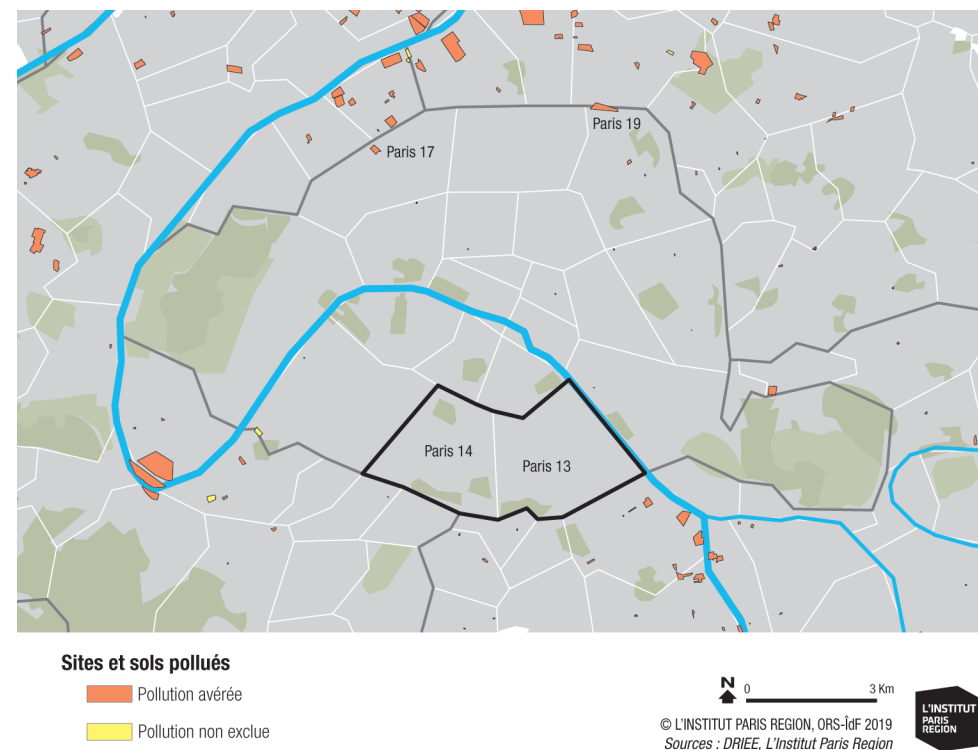 Paris 19
Paris 17
Paris 14
Paris 13
Sites et sols pollués
Pollution avérée
Pollution non exclue
N
0
3 Km
© L'INSTITUT PARIS REGION, ORS-ÎdF 2019
Sources : DRIEE, L'Institut Paris Region
L'INSTITUT
PARIS
REGION